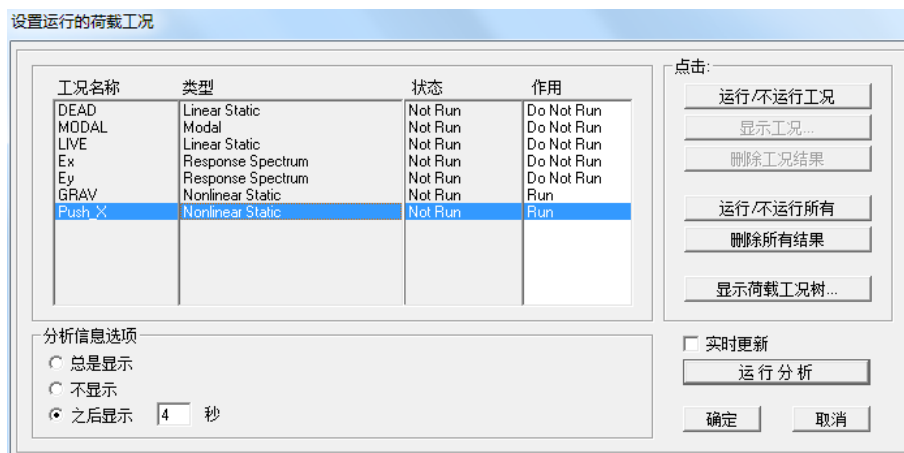 设置运行的荷载工况
工况名称 类型 状态 作用
DEAD Linear Static Not Run Do Not Run
MODAL Modal Not Run Do Not Run
LIVE Linear Static Not Run Do Not Run
Ex Response Spectrum Not Run Do Not Run
Ey Response Spectrum Not Run Do Not Run
GRAV Nonlinear Static Not Run Run
Push_X Nonlinear Static Not Run Run
点击:
运行/不运行工况
显示工况...
删除工况结果
运行/不运行所有
删除所有结果
显示荷载工况树...
分析信息选项
总是显示
不显示
之后显示 4 秒
实时更新
运行分析
确定 取消